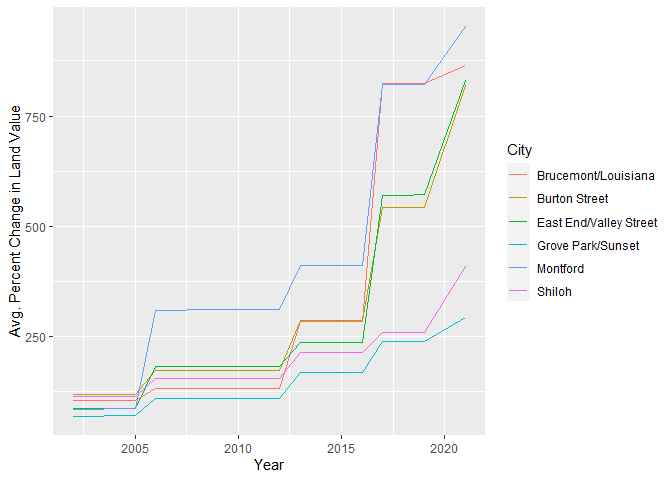 Avg. Percent Change in Land Value
750
500
250
2005
2010
2015
2020
Year
City
Brucemont/Louisiana
Burton Street
East End/Valley Street
Grove Park/Sunset
Montford
Shiloh